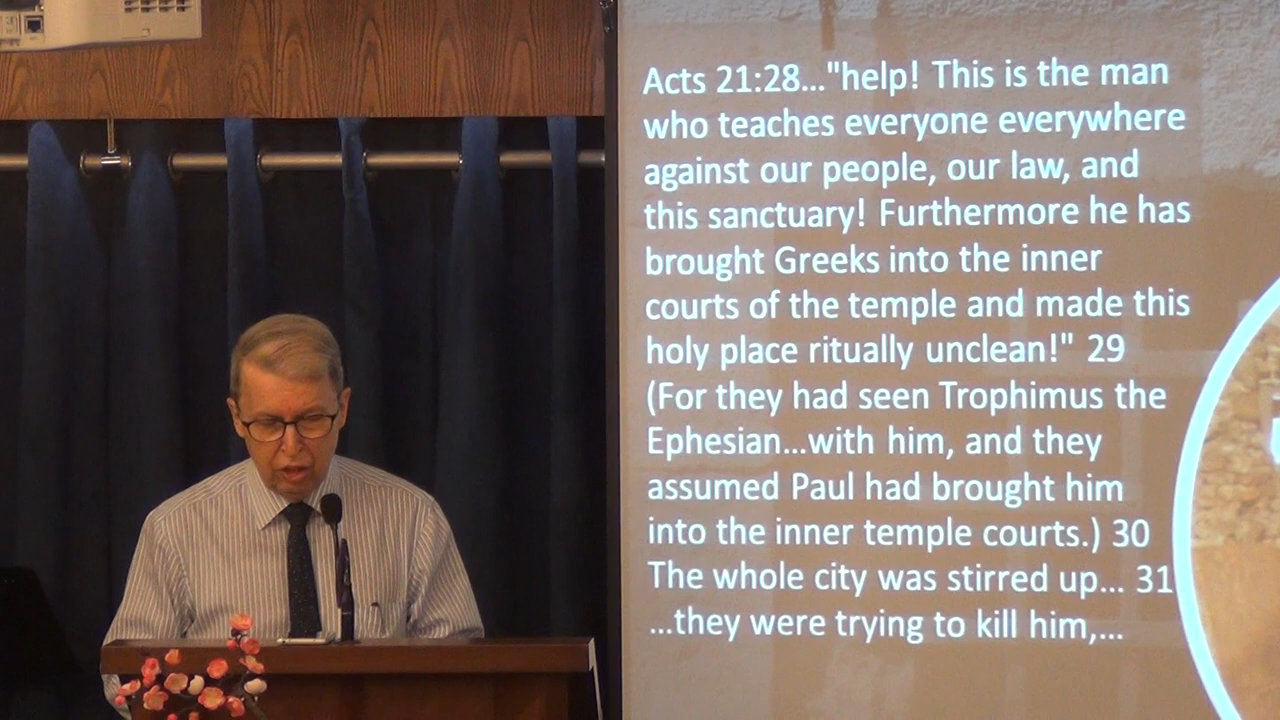 Acts 21:28..."help! This is the man
who teaches everyone everywhere
against our people, our law, and
this sanctuary! Furthermore he has
brought Greeks into the inner
courts of the temple and made this
holy place ritually unclean!" 29
(For they had seen Trophimus the
Ephesian...with him, and they
assumed Paul had brought him
into the inner temple courts.) 30
The whole city was stirred up... 31
...they were trying to kill him,...